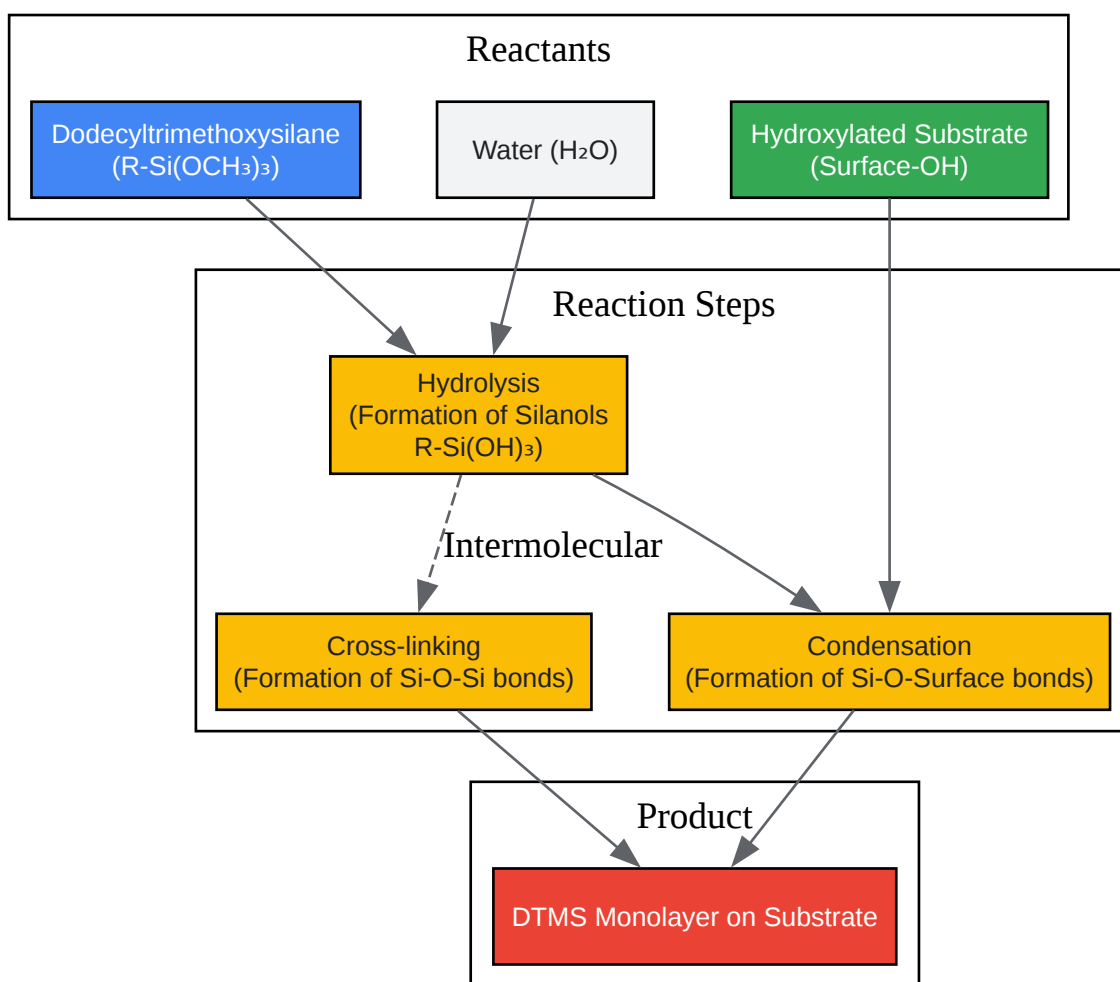 Reactants
Dodecyltrimethoxysilane
(R-Si(OCH₃)₃)
Water (H₂O)
Hydroxylated Substrate
(Surface-OH)
Reaction Steps
Hydrolysis
(Formation of Silanols
R-Si(OH)₃)
Intermolecular
Cross-linking
(Formation of Si-O-Si bonds)
Condensation
(Formation of Si-O-Surface bonds)
Product
DTMS Monolayer on Substrate